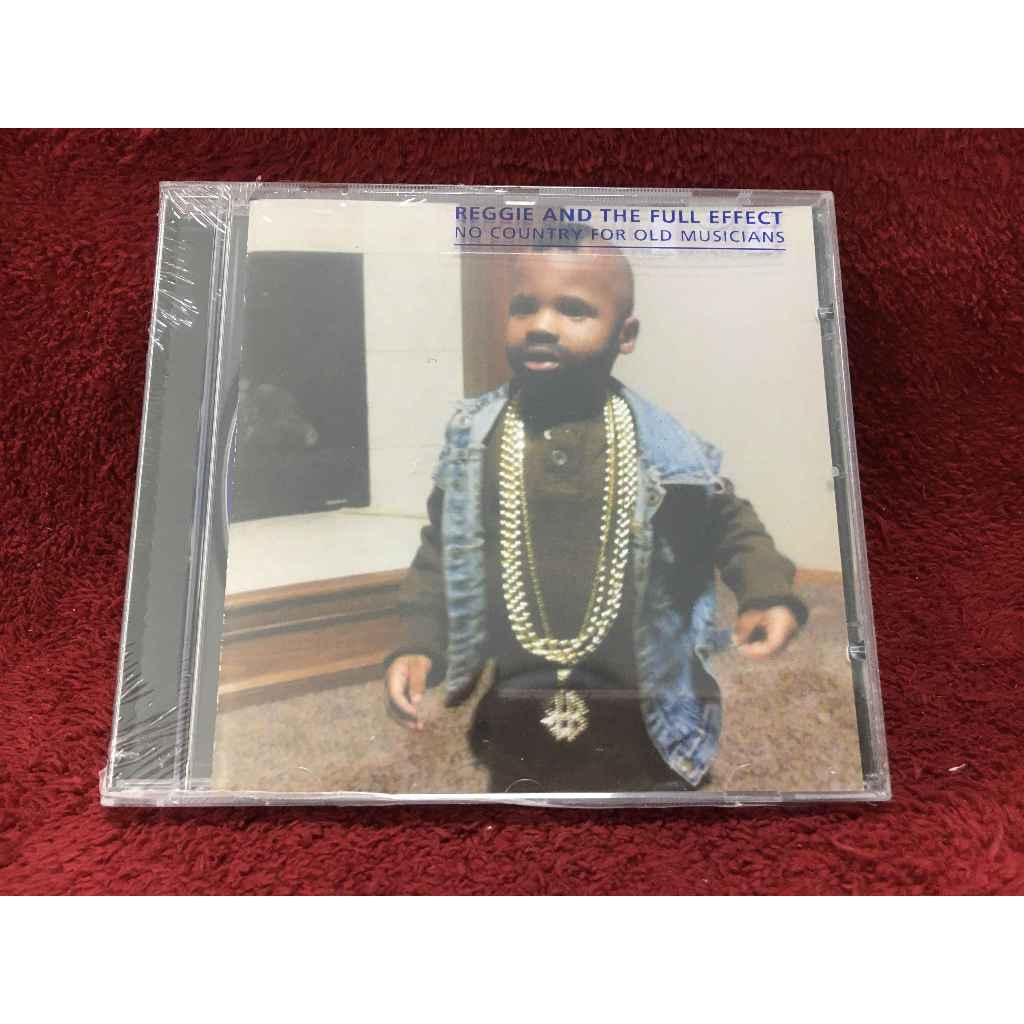 REGGIE AND THE FULL EFFECT
NO COUNTRY FOR OLD MUSICIANS